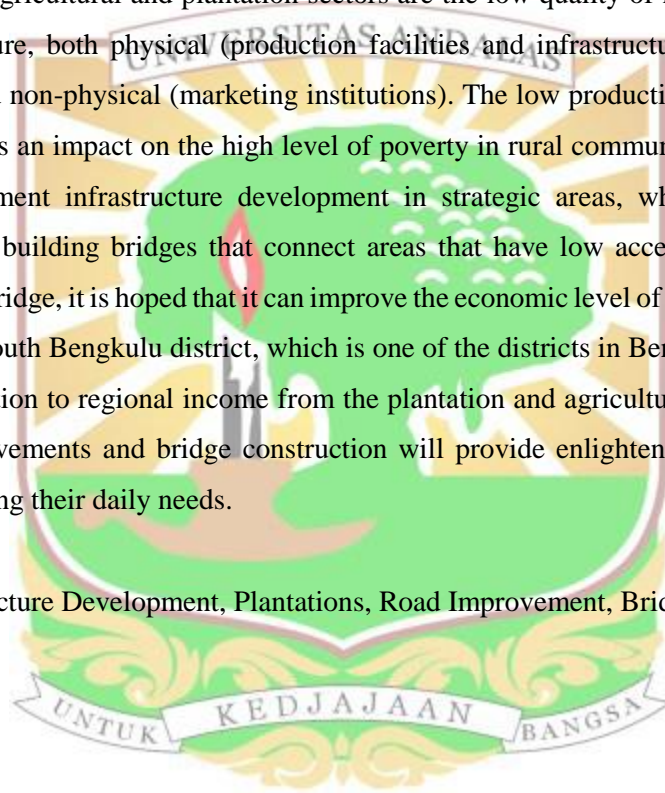 gricultural and plantation sectors are the low quality of
ure, both physical (production facilities and infrastructu
UNIVERSITAS ANDALAS
non-physical (marketing institutions). The low producti
s an impact on the high level of poverty in rural commun
ment infrastructure development in strategic areas, wh
building bridges that connect areas that have low acce
ridge, it is hoped that it can improve the economic level of
outh Bengkulu district, which is one of the districts in Ber
tion to regional income from the plantation and agricultu
vements and bridge construction will provide enlighten
ng their daily needs.
cture Development, Plantations, Road Improvement, Brid
UNTUK KEDJAJAAN BANGSA